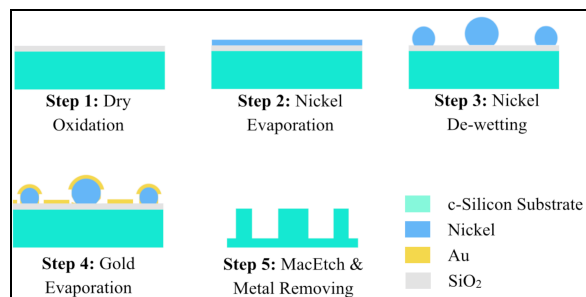 Step 1: Dry
Oxidation
Step 2: Nickel
Evaporation
Step 3: Nickel
De-wetting
Step 4: Gold
Evaporation
Step 5: MacEtch &
Metal Removing
c-Silicon Substrate
Nickel
Au
SiO₂